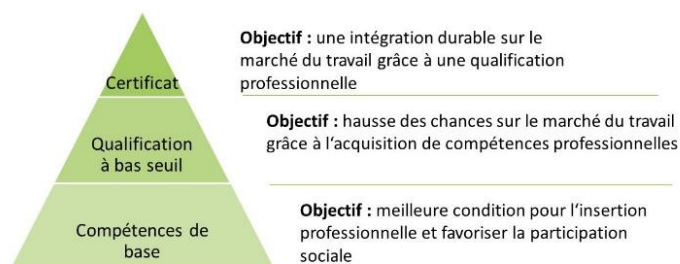 Certificat
Objectif : une intégration durable sur le
marché du travail grâce à une qualification
professionnelle
Qualification
à bas seuil
Objectif : hausse des chances sur le marché du travail
grâce à l‘acquisition de compétences professionnelles
Compétences de
base
Objectif : meilleure condition pour l‘insertion
professionnelle et favoriser la participation
sociale